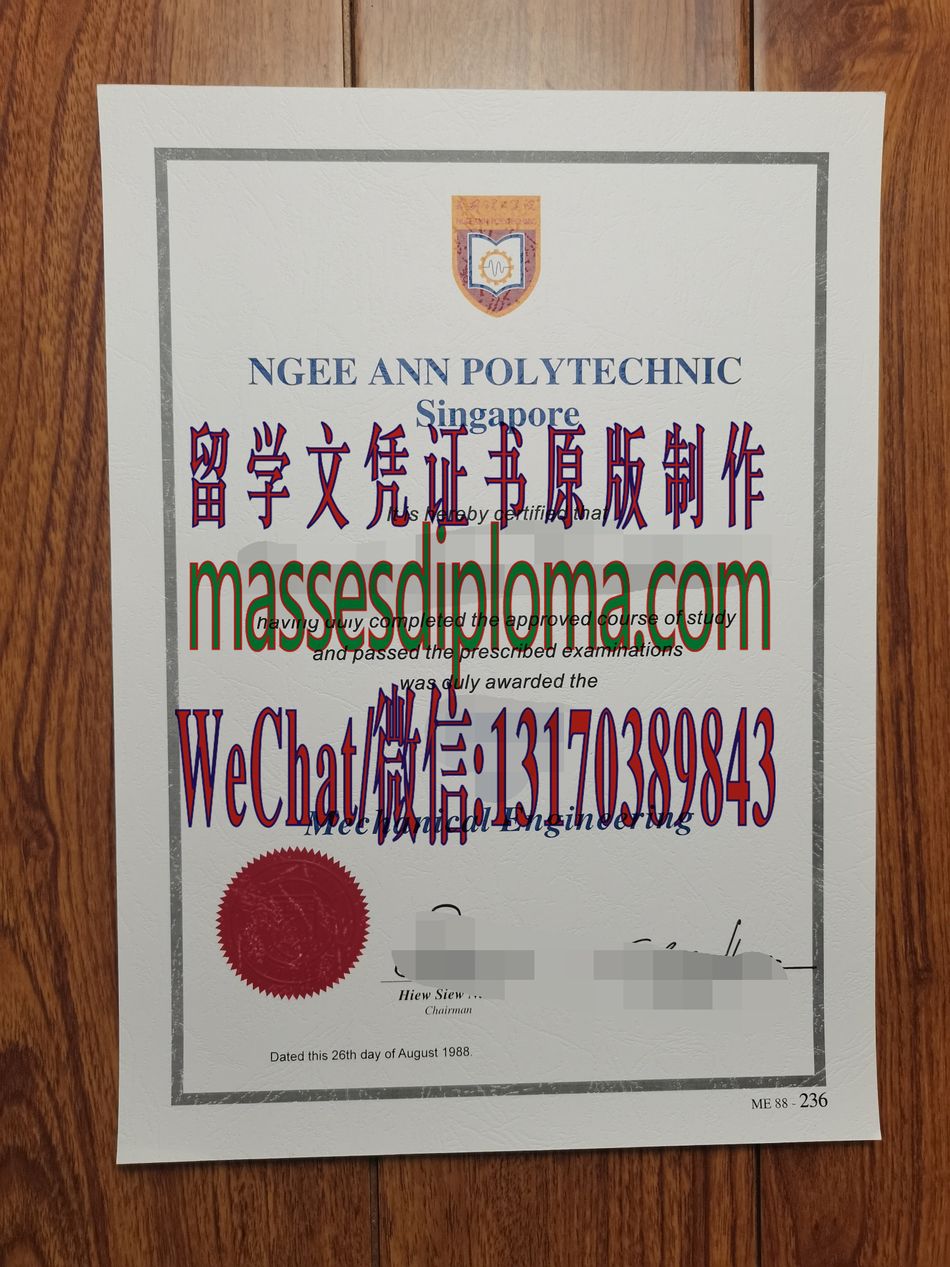 NGEE ANN POLYTECHNIC
Singapore
留学文凭证书原版制作
It is hereby certified that
massesdiploma.com
having duly completed the approved course of study
and passed the prescribed examinations
was duly awarded the
WeChat/微信:13170389843
Mechanical Engineering
Hiew Siew
Chairman
Dated this 26th day of August 1988.
ME 88 - 236